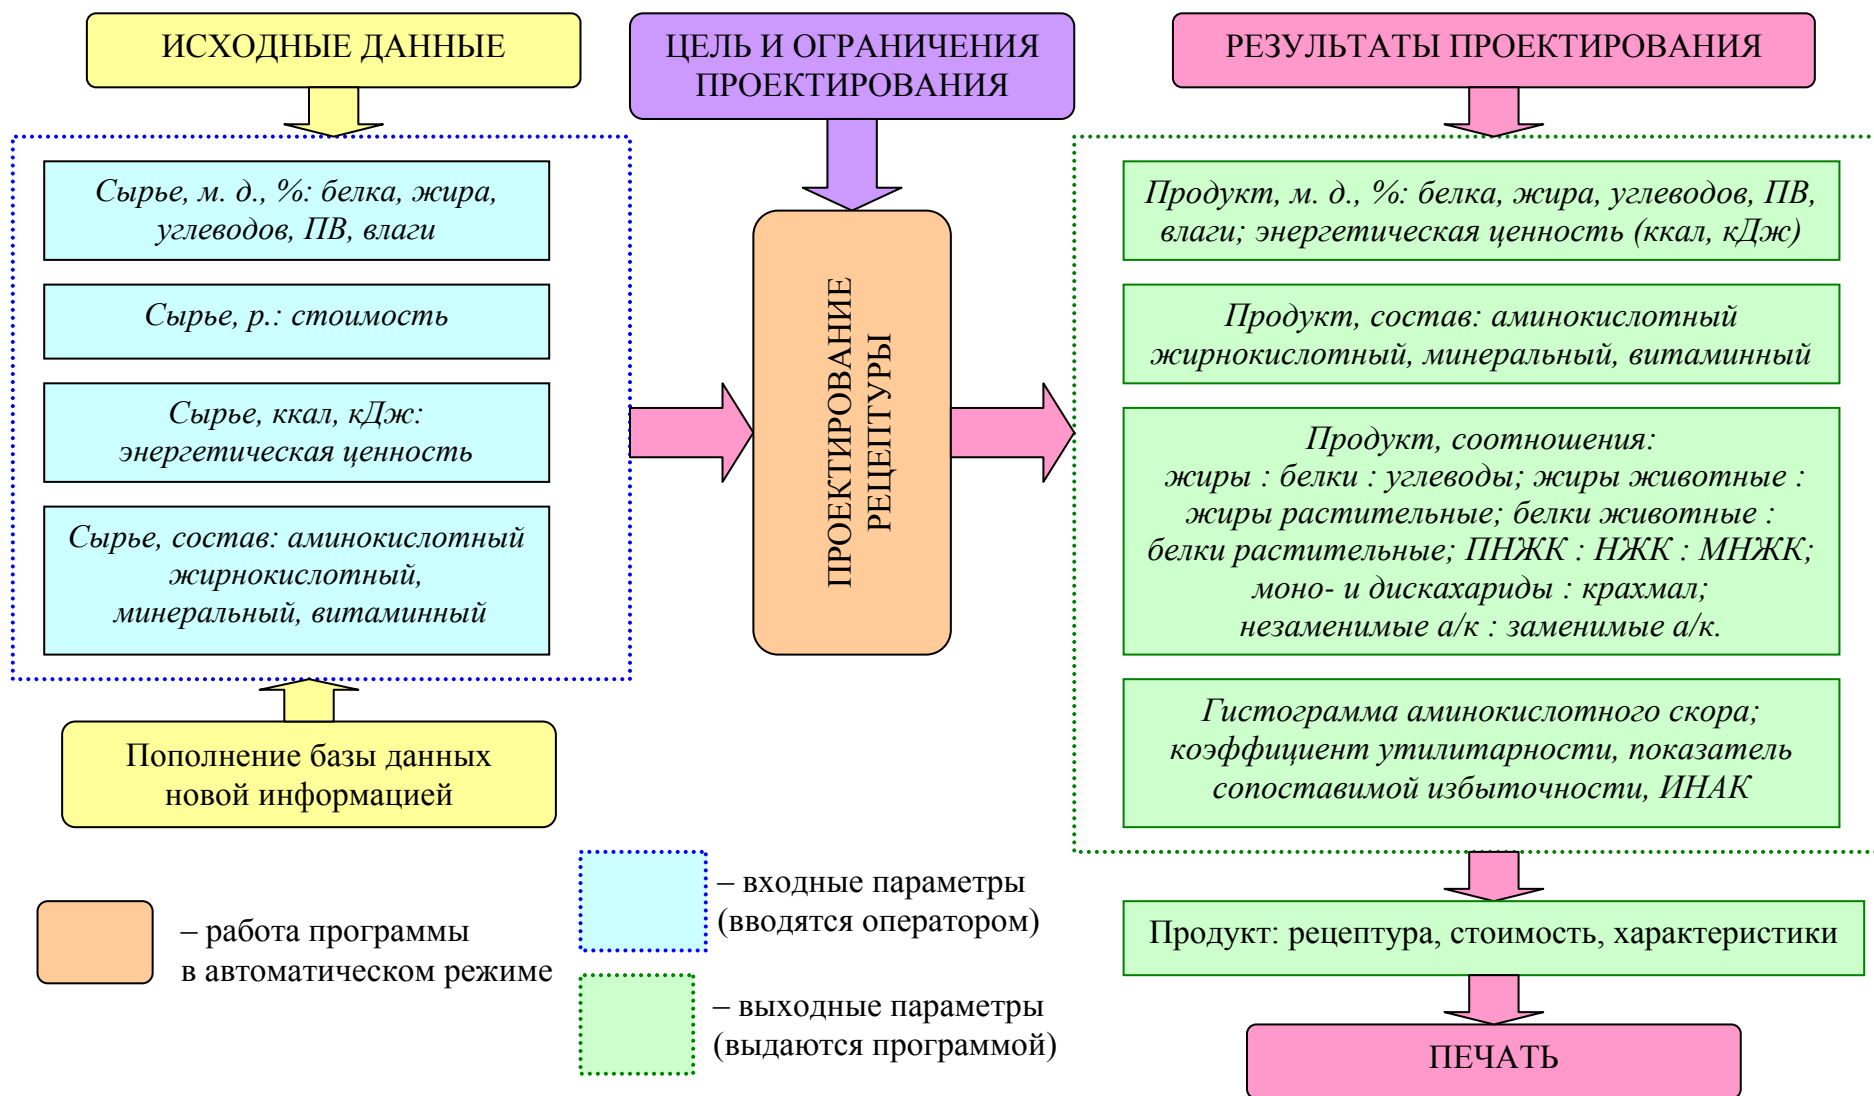 ИСХОДНЫЕ ДАННЫЕ
Сырье, м. д., %: белка, жира,
углеводов, ПВ, влаги
Сырье, р.: стоимость
Сырье, ккал, кДж:
энергетическая ценность
Сырье, состав: аминокислотный
жирнокислотный,
минеральный, витаминный
Пополнение базы данных
новой информацией
ЦЕЛЬ И ОГРАНИЧЕНИЯ
ПРОЕКТИРОВАНИЯ
ПРОЕКТИРОВАНИЕ
РЕЦЕПТУРЫ
РЕЗУЛЬТАТЫ ПРОЕКТИРОВАНИЯ
Продукт, м. д., %: белка, жира, углеводов, ПВ,
влаги; энергетическая ценность (ккал, кДж)
Продукт, состав: аминокислотный
жирнокислотный, минеральный, витаминный
Продукт, соотношения:
жиры : белки : углеводы; жиры животные :
жиры растительные; белки животные :
белки растительные; ПНЖК : НЖК : МНЖК;
моно- и дискахариды : крахмал;
незаменимые а/к : заменимые а/к.
Гистограмма аминокислотного скора;
коэффициент утилитарности, показатель
сопоставимой избыточности, ИНАК
Продукт: рецептура, стоимость, характеристики
ПЕЧАТЬ
– работа программы
в автоматическом режиме
– входные параметры
(вводятся оператором)
– выходные параметры
(выдаются программой)